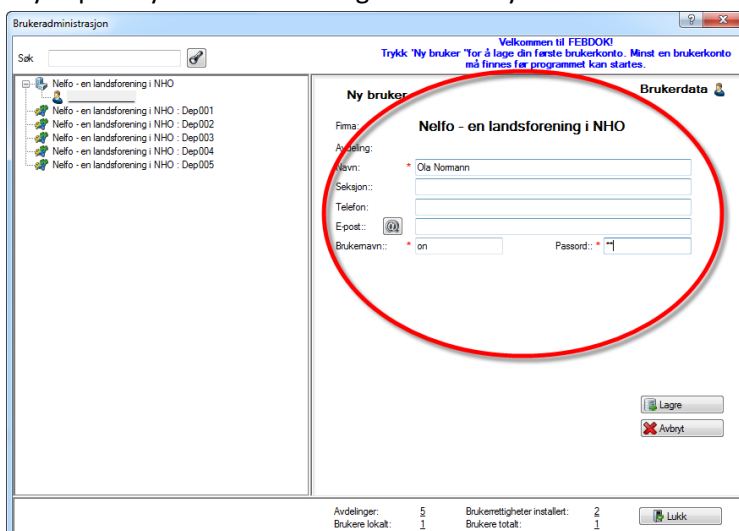 Brukeradministrasjon
Søk
Velkommen til FEBDOK!
Trykk 'Ny bruker "for å lage din første brukerkonto. Minst en brukerkonto
må finnes før programmet kan startes.
Nelfo - en landsforening i NHO
Nelfo - en landsforening i NHO : Dep001
Nelfo - en landsforening i NHO : Dep002
Nelfo - en landsforening i NHO : Dep003
Nelfo - en landsforening i NHO : Dep004
Nelfo - en landsforening i NHO : Dep005
Ny bruker
Brukerdata
Firma: Nelfo - en landsforening i NHO
Avdeling:
Navn: * Ola Normann
Seksjon::
Telefon:
E-post:: @
Brukernavn:: * on Passord:: * **
Lagre
Avbryt
Avdelinger: 5 Brukerrettigheter installert: 2
Brukere lokalt: 1 Brukere totalt: 1
Lukk